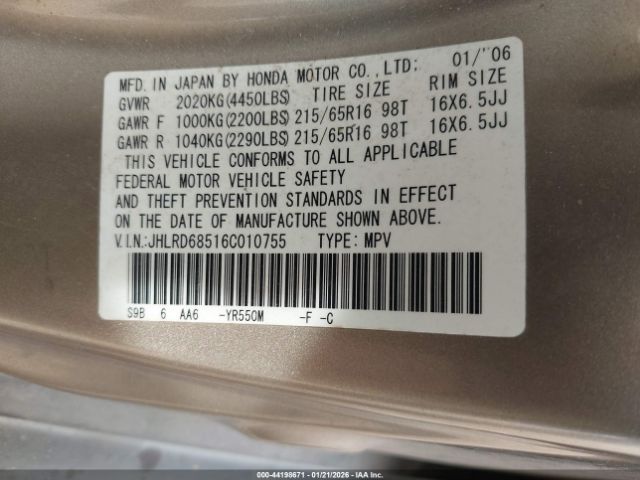 MFD. IN JAPAN BY HONDA MOTOR CO.,LTD: 01/'06
GVWR 2020KG(4450LBS) TIRE SIZE RIM SIZE
GAWR F 1000KG(2200LBS) 215/65R16 98T 16X6.5JJ
GAWR R 1040KG(2290LBS) 215/65R16 98T 16X6.5JJ
THIS VEHICLE CONFORMS TO ALL APPLICABLE
FEDERAL MOTOR VEHICLE SAFETY
AND THEFT PREVENTION STANDARDS IN EFFECT
ON THE DATE OF MANUFACTURE SHOWN ABOVE.
V.I.N.:JHLRD68516C010755 TYPE: MPV
S9B 6 AA6 -YR550M -F -C
000-44198671 - 01/21/2026 - IAA Inc.